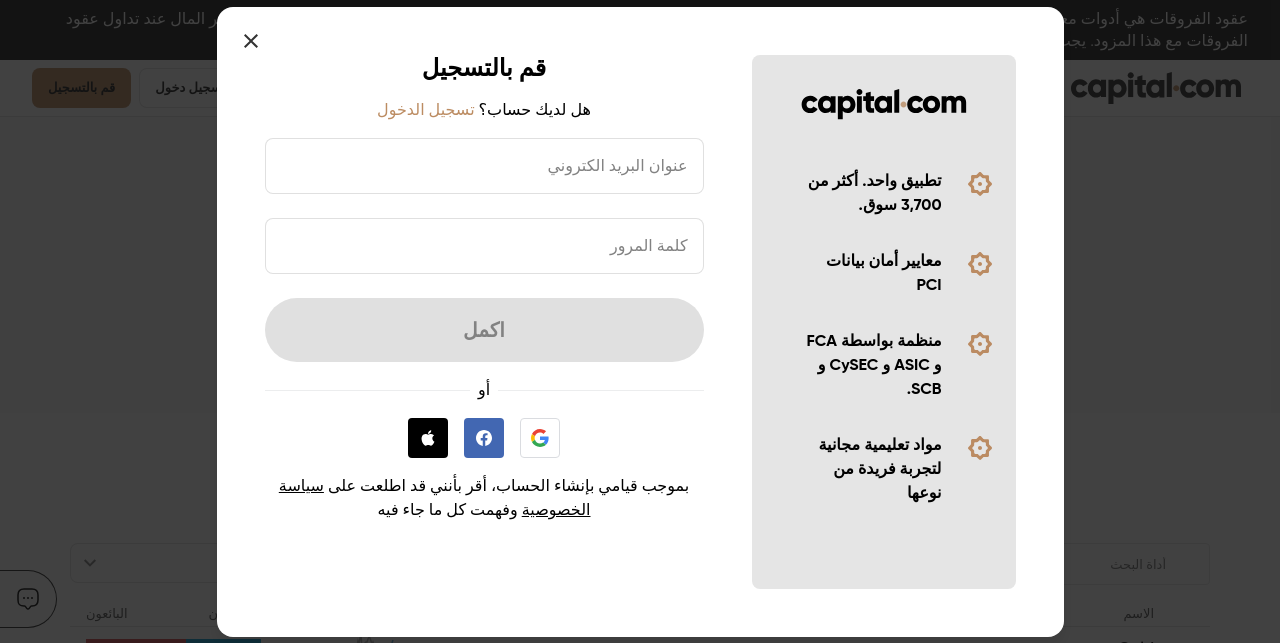 عقود الفروقات هي أدوات
ر المال عند تداول عقود
الفروقات مع هذا المزود.
capital.com
تسجيل دخول
قم بالتسجيل
قم بالتسجيل
هل لديك حساب؟ تسجيل الدخول
عنوان البريد الكتروني
كلمة المرور
اكمل
أو
بموجب قيامي بإنشاء الحساب، أقر بأنني قد اطلعت على سياسة
الخصوصية وفهمت كل ما جاء فيه
capital.com
تطبيق واحد. أكثر من
3,700 سوق.
معايير أمان بيانات
PCI
منظمة بواسطة FCA
و ASIC و CySEC و
SCB.
مواد تعليمية مجانية
لتجربة فريدة من
نوعها
أداة البحث
الاسم
البائعون